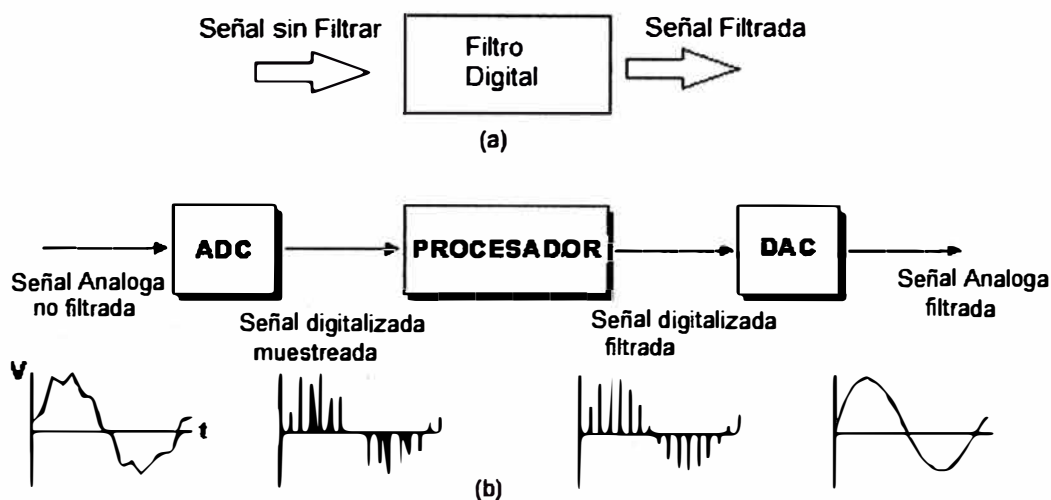 Señal sin Filtrar
Filtro
Digital
Señal Filtrada
(a)
ADC
PROCESADOR
DAC
Señal Analoga
no filtrada
Señal digitalizada
muestreada
Señal digitalizada
filtrada
Señal Analoga
filtrada
V
t
(b)